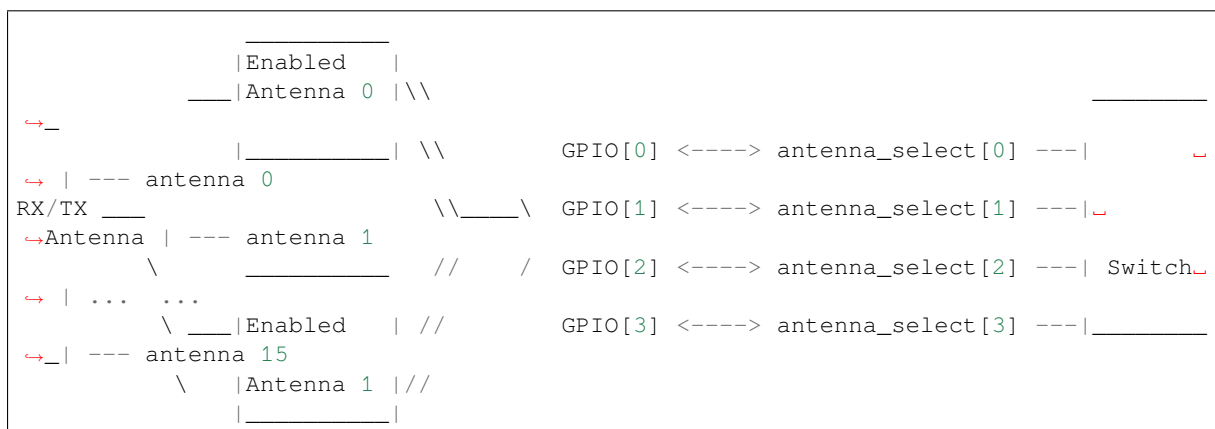 ___________
             |Enabled   |
         ___|Antenna 0 |\\                                                 _________
↪_
             |__________| \\      GPIO[0] <----> antenna_select[0] ---|        ␣
↪ | --- antenna 0
RX/TX ___                  \\____\  GPIO[1] <----> antenna_select[1] ---|␣
↪Antenna | --- antenna 1
        \     ___________  //    /  GPIO[2] <----> antenna_select[2] ---| Switch␣
↪ | ...  ...
         \ ___|Enabled   | //      GPIO[3] <----> antenna_select[3] ---|_________
↪_| --- antenna 15
          \   |Antenna 1 |//
              |__________|